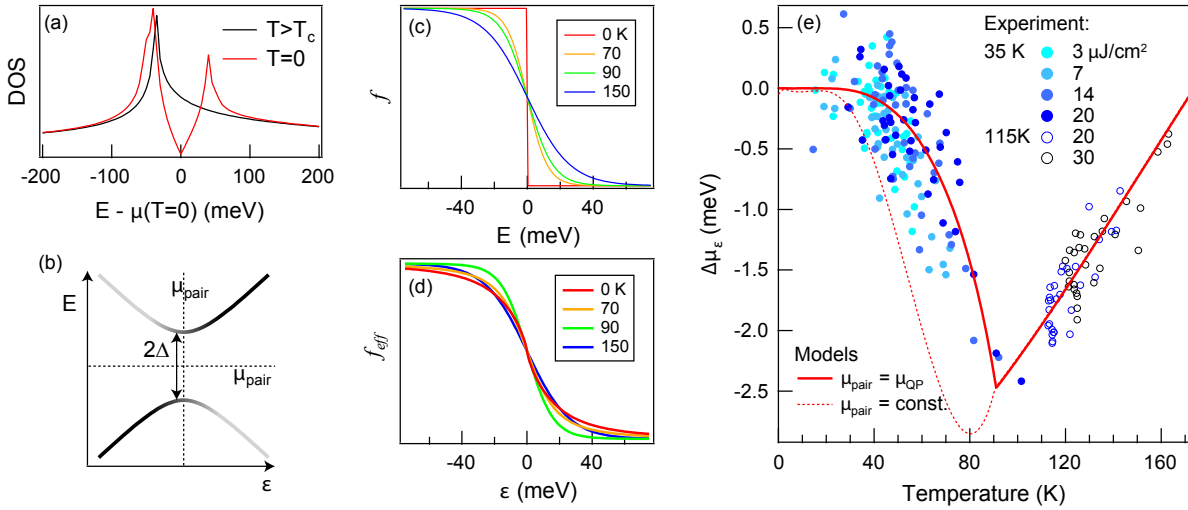 (a)
T>Tc
T=0
DOS
-200
-100
0
100
200
E - μ(T=0) (meV)
(b)
E
μpair
2Δ
μpair
ε
(c)
f
0 K
70
90
150
-40
0
40
E (meV)
(d)
feff
0 K
70
90
150
-40
0
40
ε (meV)
(e)
Experiment:
35 K
3 μJ/cm²
7
14
20
115K
20
30
Δμε (meV)
0.5
0.0
-0.5
-1.0
-1.5
-2.0
-2.5
Models
μpair = μQP
μpair = const.
0
40
80
120
160
Temperature (K)